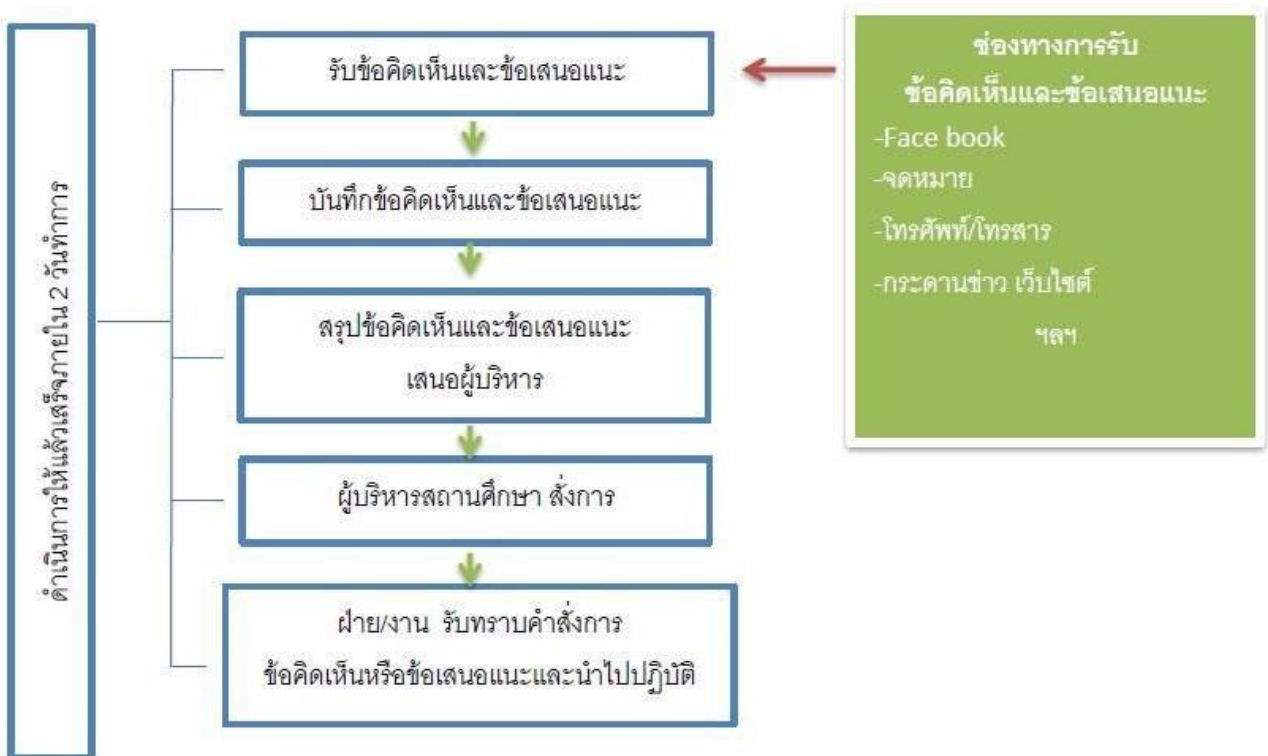 ดำเนินการให้แล้วเสร็จภายใน 2 วันทำการ
รับข้อคิดเห็นและข้อเสนอแนะ
บันทึกข้อคิดเห็นและข้อเสนอแนะ
สรุปข้อคิดเห็นและข้อเสนอแนะ
เสนอผู้บริหาร
ผู้บริหารสถานศึกษา สั่งการ
ฝ่าย/งาน รับทราบคำสั่งการ
ข้อคิดเห็นหรือข้อเสนอแนะและนำไปปฏิบัติ
ช่องทางการรับ
ข้อคิดเห็นและข้อเสนอแนะ
-Face book
-จดหมาย
-โทรศัพท์/โทรสาร
-กระดานข่าว เว็บไซต์
ฯลฯ